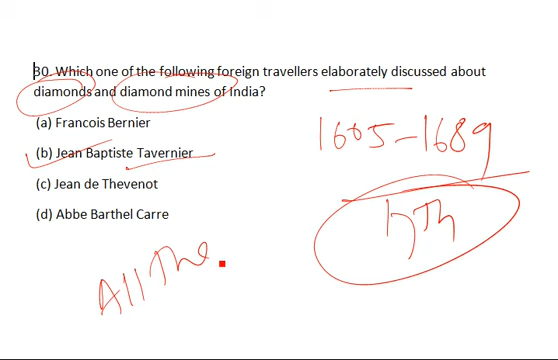 30. Which one of the following foreign travellers elaborately discussed about
diamonds and diamond mines of India?
(a) Francois Bernier
(b) Jean Baptiste Tavernier
(c) Jean de Thevenot
(d) Abbe Barthel Carre
1605-1689
17Th
All The